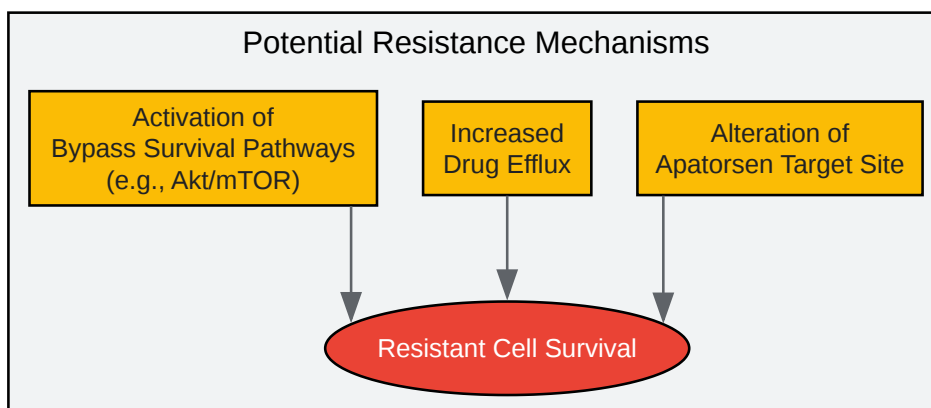 Potential Resistance Mechanisms
Activation of
Bypass Survival Pathways
(e.g., Akt/mTOR)
Increased
Drug Efflux
Alteration of
Apatorsen Target Site
Resistant Cell Survival